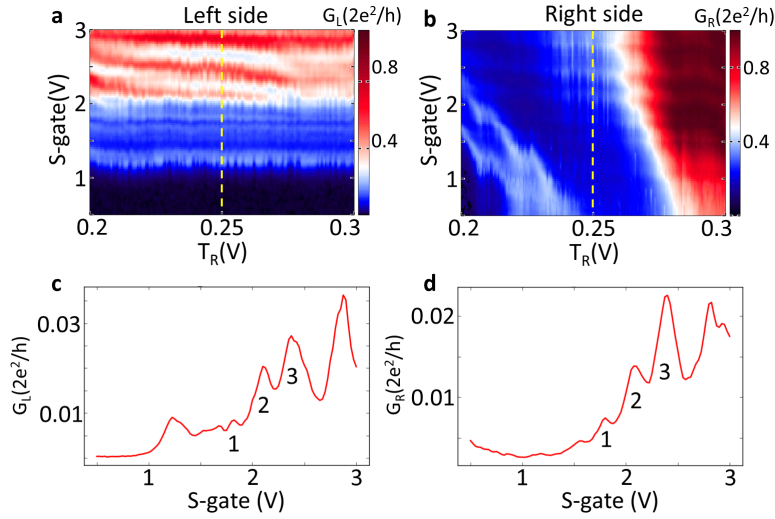 a
Left side
G_L(2e²/h)
b
Right side
G_R(2e²/h)
3
2
1
S-gate(V)
0.2
0.25
0.3
T_R(V)
0.8
0.4
3
2
1
S-gate(V)
0.2
0.25
0.3
T_R(V)
0.8
0.4
c
0.03
0.01
G_L(2e²/h)
1
2
3
1
2
3
S-gate (V)
d
0.02
0.01
G_R(2e²/h)
1
2
3
1
2
3
S-gate (V)